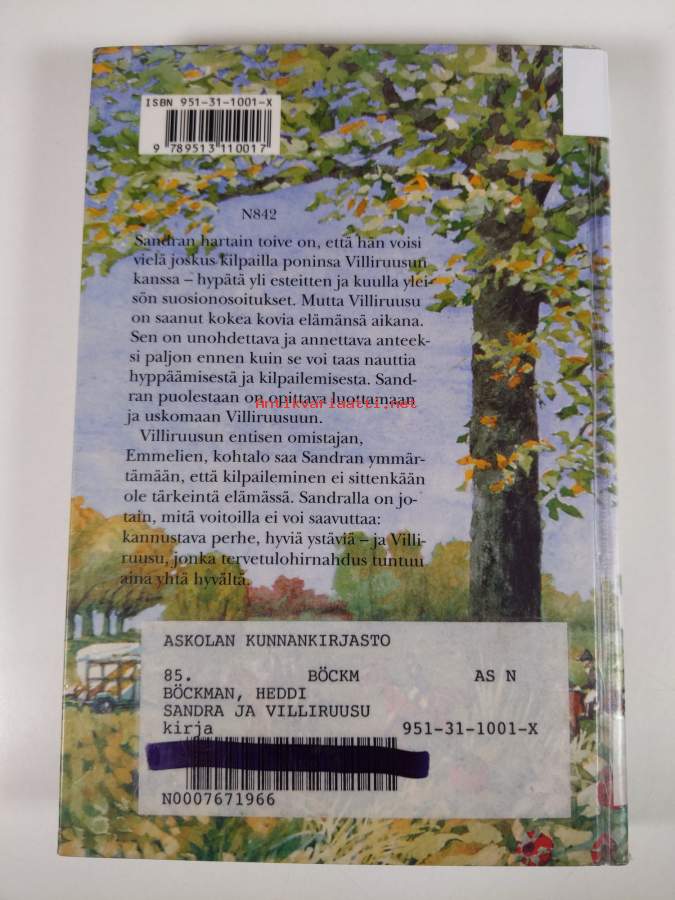 ISBN 951-31-1001-X
9 789513 110017
N842
Sandran hartain toive on, että hän voisi
vielä joskus kilpailla poninsa Villiruusun
kanssa – hypätä yli esteitten ja kuulla ylei-
sön suosionosoitukset. Mutta Villiruusu
on saanut kokea kovia elämänsä aikana.
Sen on unohdettava ja annettava anteek-
si paljon ennen kuin se voi taas nauttia
hyppäämisestä ja kilpailemisesta. Sand-
ran puolestaan on opittava luottamaan
Antikvariaatti.net
ja uskomaan Villiruusuun.
Villiruusun entisen omistajan,
Emmelien, kohtalo saa Sandran ymmär-
tämään, että kilpaileminen ei sittenkään
ole tärkeintä elämässä. Sandralla on jo-
tain, mitä voitoilla ei voi saavuttaa:
kannustava perhe, hyviä ystäviä – ja Villi-
ruusu, jonka tervetulohirnahdus tuntuu
aina yhtä hyvältä.
ASKOLAN KUNNANKIRJASTO
85. BÖCKM AS N
BÖCKMAN, HEDDI
SANDRA JA VILLIRUUSU
kirja 951-31-1001-X
N0007671966